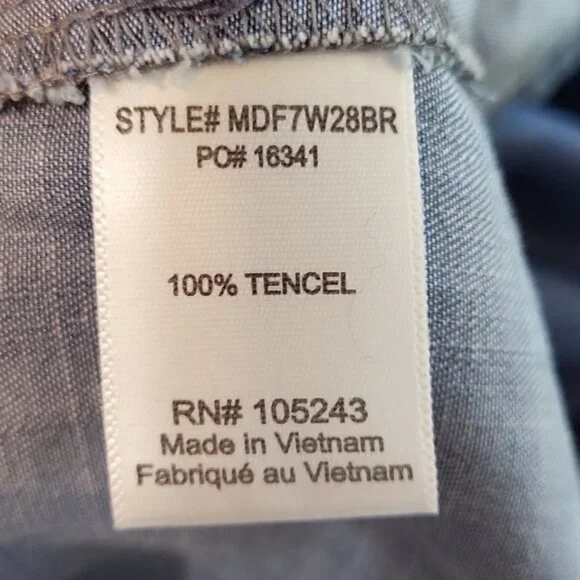 STYLE# MDF7W28BR
PO# 16341
100% TENCEL
RN# 105243
Made in Vietnam
Fabriqué au Vietnam